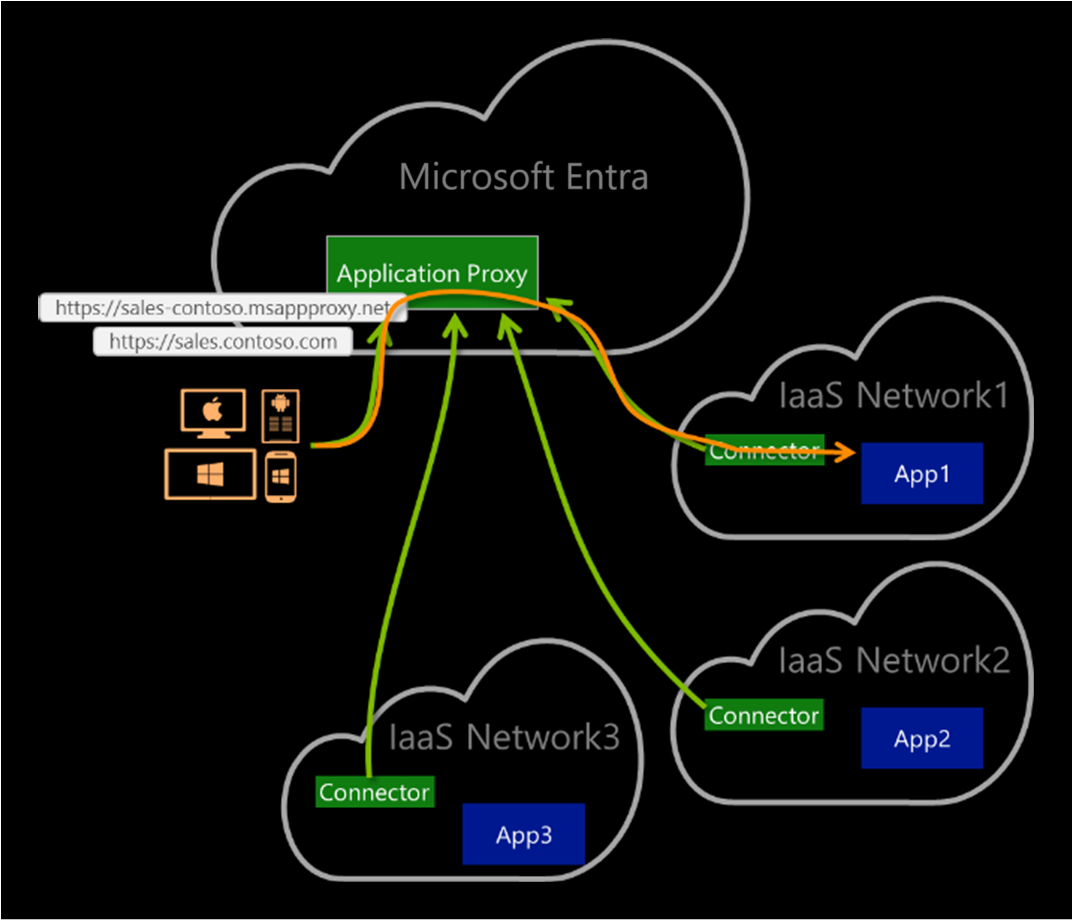 Microsoft Entra
Application Proxy
https://sales-contoso.msappproxy.net
https://sales.contoso.com
IaaS Network1
Connector
App1
IaaS Network2
Connector
App2
IaaS Network3
Connector
App3